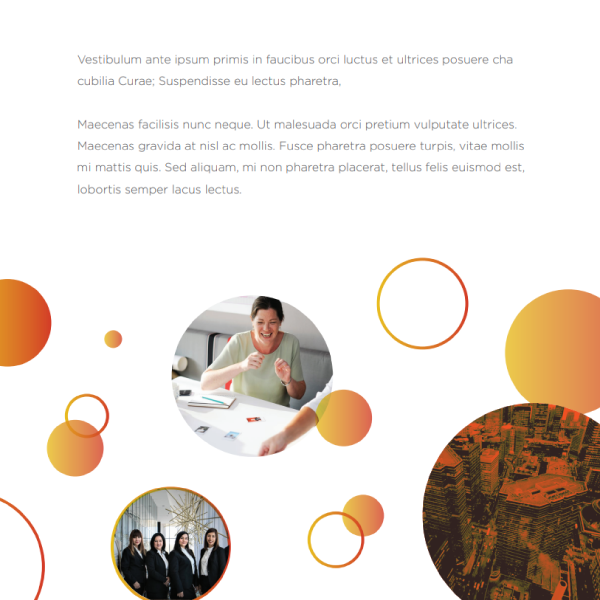 Vestibulum ante ipsum primis in faucibus orci luctus et ultrices posuere cha
cubilia Curae; Suspendisse eu lectus pharetra,
Maecenas facilisis nunc neque. Ut malesuada orci pretium vulputate ultrices.
Maecenas gravida at nisl ac mollis. Fusce pharetra posuere turpis, vitae mollis
mi mattis quis. Sed aliquam, mi non pharetra placerat, tellus felis euismod est,
lobortis semper lacus lectus.